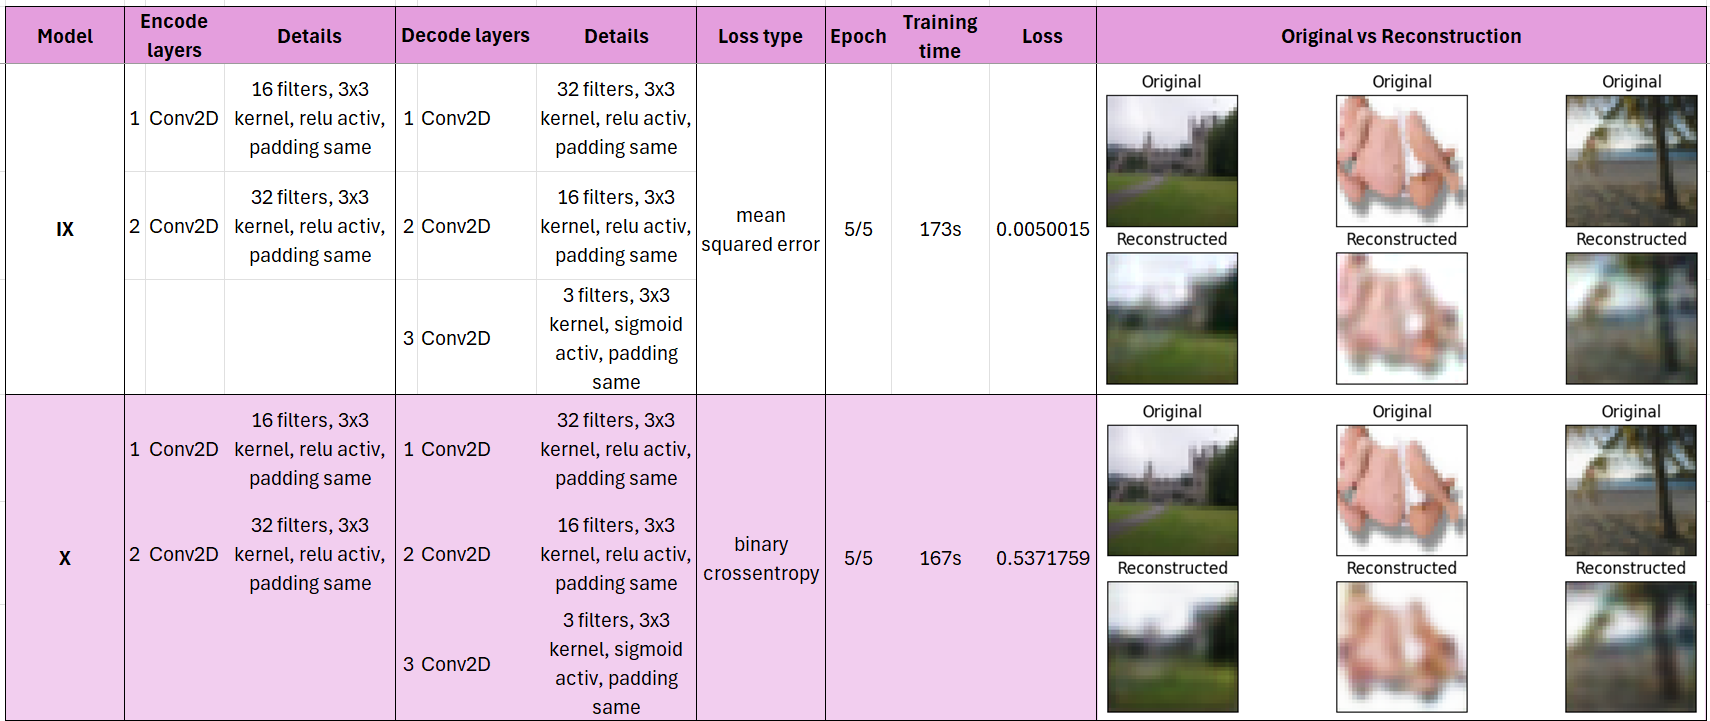 Model
Encode
layers
Details
Decode layers
Details
Loss type
Epoch
Training
time
Loss
Original vs Reconstruction
IX
1 Conv2D
16 filters, 3x3
kernel, relu activ,
padding same
1 Conv2D
32 filters, 3x3
kernel, relu activ,
padding same
2 Conv2D
32 filters, 3x3
kernel, relu activ,
padding same
2 Conv2D
16 filters, 3x3
kernel, relu activ,
padding same
3 Conv2D
3 filters, 3x3
kernel, sigmoid
activ, padding
same
mean
squared error
5/5
173s
0.0050015
Original
Original
Original
Reconstructed
Reconstructed
Reconstructed
X
1 Conv2D
16 filters, 3x3
kernel, relu activ,
padding same
1 Conv2D
32 filters, 3x3
kernel, relu activ,
padding same
2 Conv2D
32 filters, 3x3
kernel, relu activ,
padding same
2 Conv2D
16 filters, 3x3
kernel, relu activ,
padding same
3 Conv2D
3 filters, 3x3
kernel, sigmoid
activ, padding
same
binary
crossentropy
5/5
167s
0.5371759
Original
Original
Original
Reconstructed
Reconstructed
Reconstructed